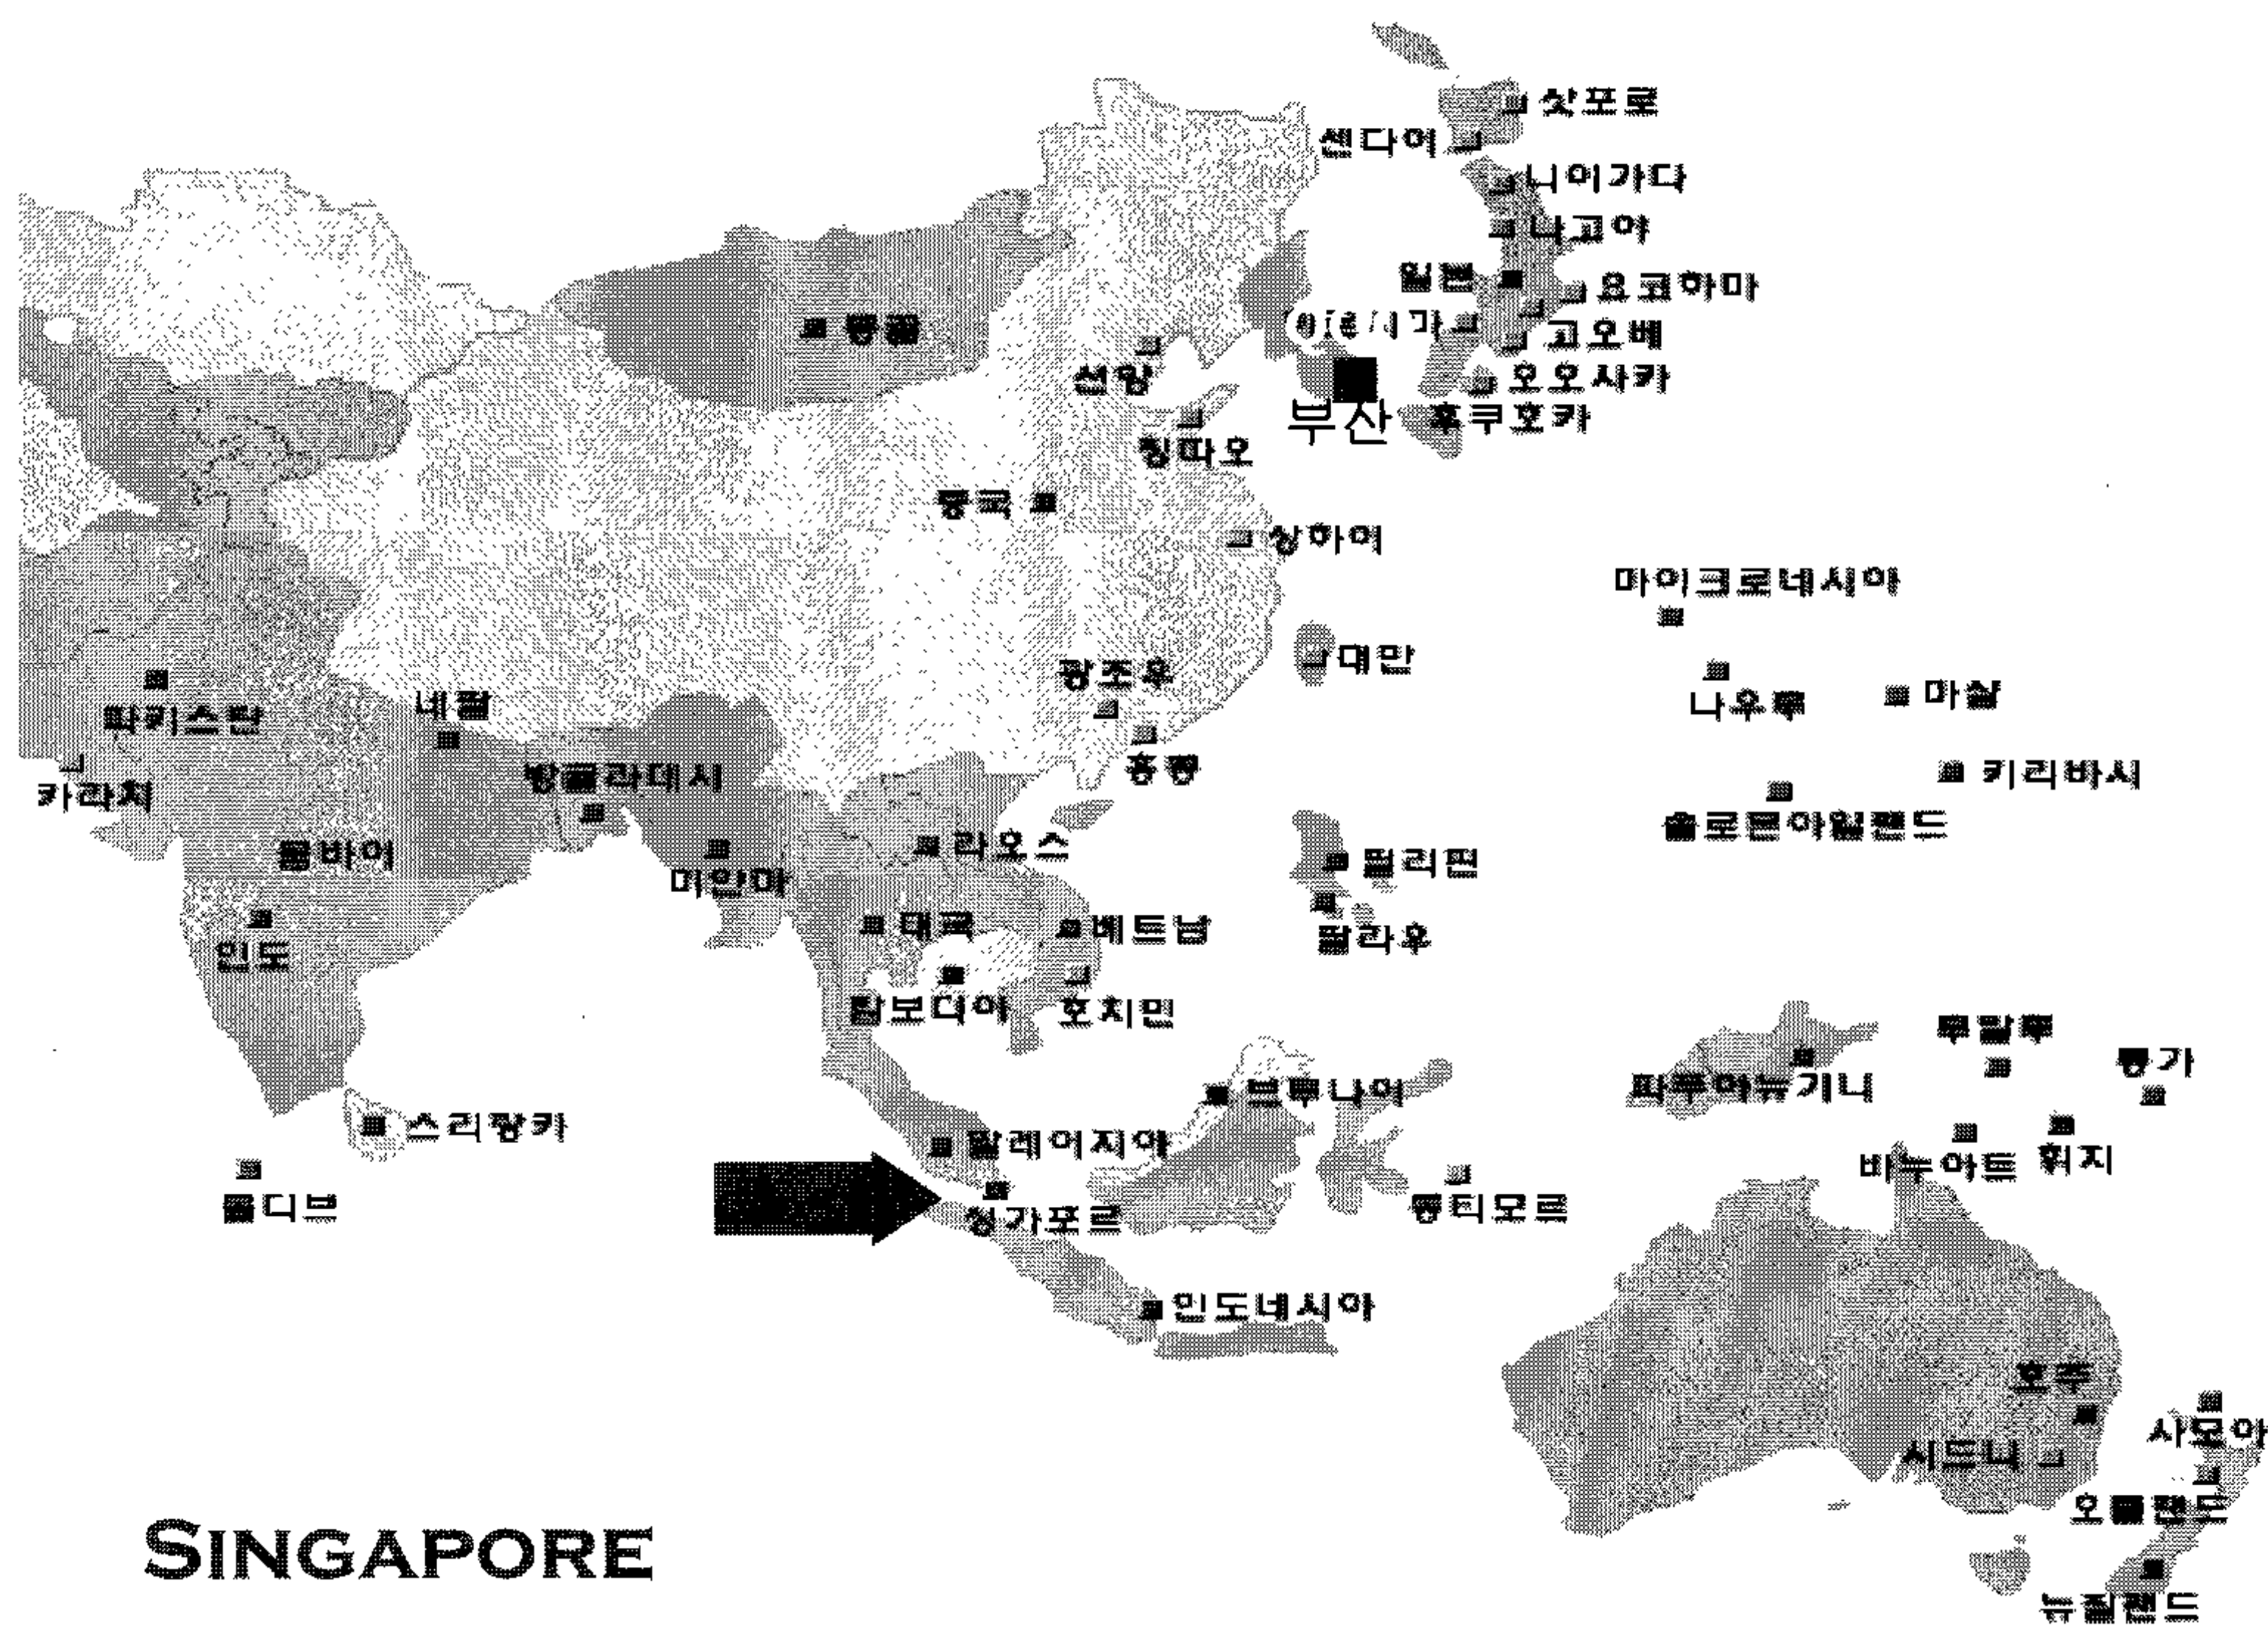 삿포로
센다이
니이가다
나고야
일본
요코하마
몽골
고오베
센양
오오사카
부산
후쿠호카
칭따오
중국
상하이
마이크로네시아
대만
광조우
네팔
나우루
마샬
파키스탄
홍콩
방글라데시
키리바시
카라치
솔로몬아일랜드
라오스
뭄바이
필리핀
미얀마
태국
베트남
팔라우
인도
캄보디아
호치민
투발루
통가
파푸아뉴기니
브루나이
스리랑카
말레이지아
바누아트
휘지
몰디브
싱가포르
동티모르
인도네시아
호주
사모아
시드니
오클랜드
SINGAPORE
뉴질랜드